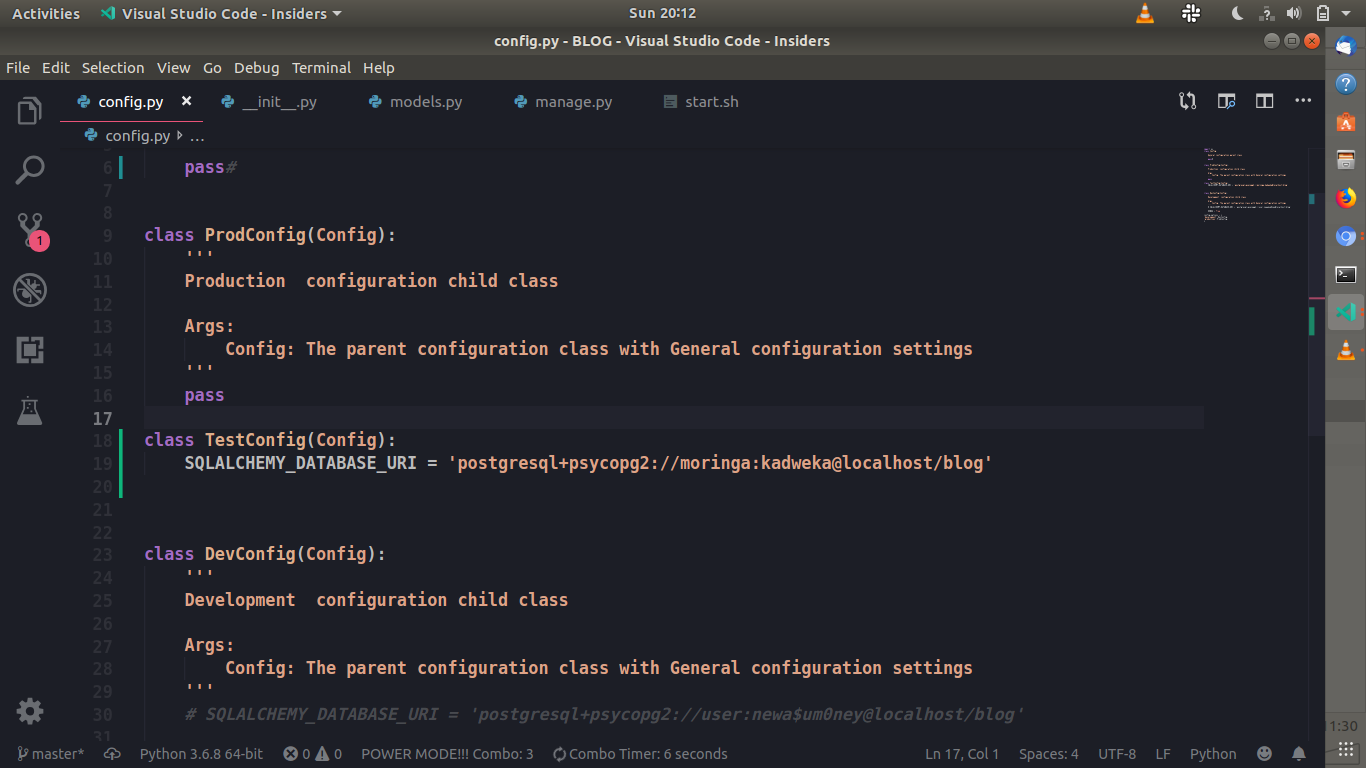 Activities Visual Studio Code - Insiders Sun 20:12
config.py - BLOG - Visual Studio Code - Insiders
File Edit Selection View Go Debug Terminal Help
config.py __init__.py models.py manage.py start.sh
config.py ...
1
6 pass#
7
8
9 class ProdConfig(Config):
10 '''
11 Production  configuration child class
12
13 Args:
14 Config: The parent configuration class with General configuration settings
15 '''
16 pass
17
18 class TestConfig(Config):
19 SQLALCHEMY_DATABASE_URI = 'postgresql+psycopg2://moringa:kadweka@localhost/blog'
20
21
22
23 class DevConfig(Config):
24 '''
25 Development  configuration child class
26
27 Args:
28 Config: The parent configuration class with General configuration settings
29 '''
30 # SQLALCHEMY_DATABASE_URI = 'postgresql+psycopg2://user:newa$um0ney@localhost/blog'
31
master* Python 3.6.8 64-bit 0 0 POWER MODE!!! Combo: 3 Combo Timer: 6 seconds Ln 17, Col 1 Spaces: 4 UTF-8 LF Python
1:30